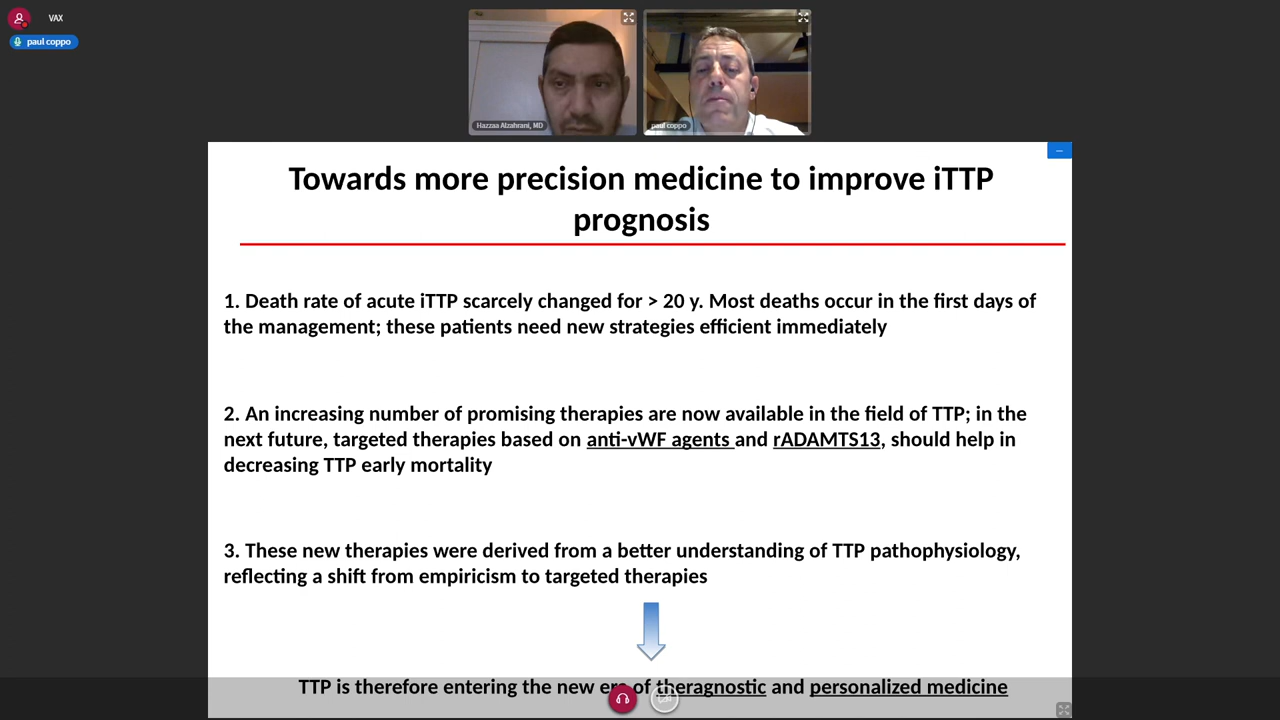 VAX
paul coppo
Hazzaa Alzahrani, MD
paul coppo
Towards more precision medicine to improve iTTP
prognosis
1. Death rate of acute iTTP scarcely changed for > 20 y. Most deaths occur in the first days of
the management; these patients need new strategies efficient immediately
2. An increasing number of promising therapies are now available in the field of TTP; in the
next future, targeted therapies based on anti-vWF agents and rADAMTS13, should help in
decreasing TTP early mortality
3. These new therapies were derived from a better understanding of TTP pathophysiology,
reflecting a shift from empiricism to targeted therapies
TTP is therefore entering the new era of theragnostic and personalized medicine